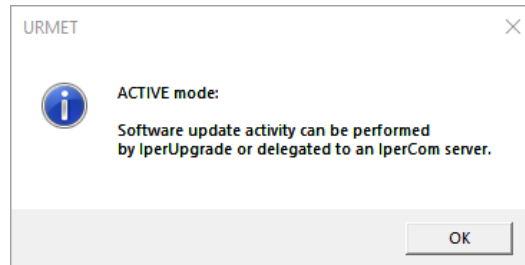 URMET
ACTIVE mode:
Software update activity can be performed
by IperUpgrade or delegated to an IperCom server.
OK